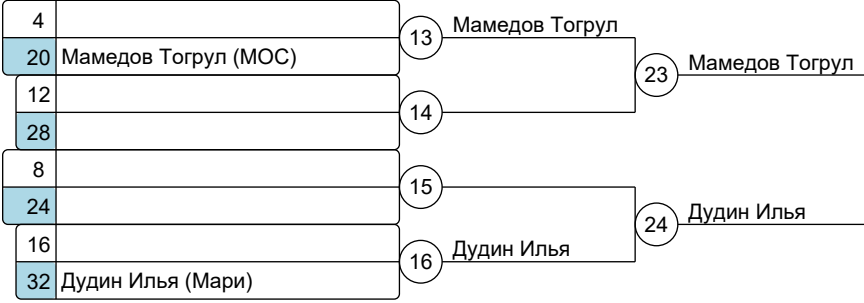 4
13
Мамедов Тогрул
20 Мамедов Тогрул (МОС)
23
Мамедов Тогрул
12
14
28
8
15
24
24
Дудин Илья
16
16
Дудин Илья
32 Дудин Илья (Мари)